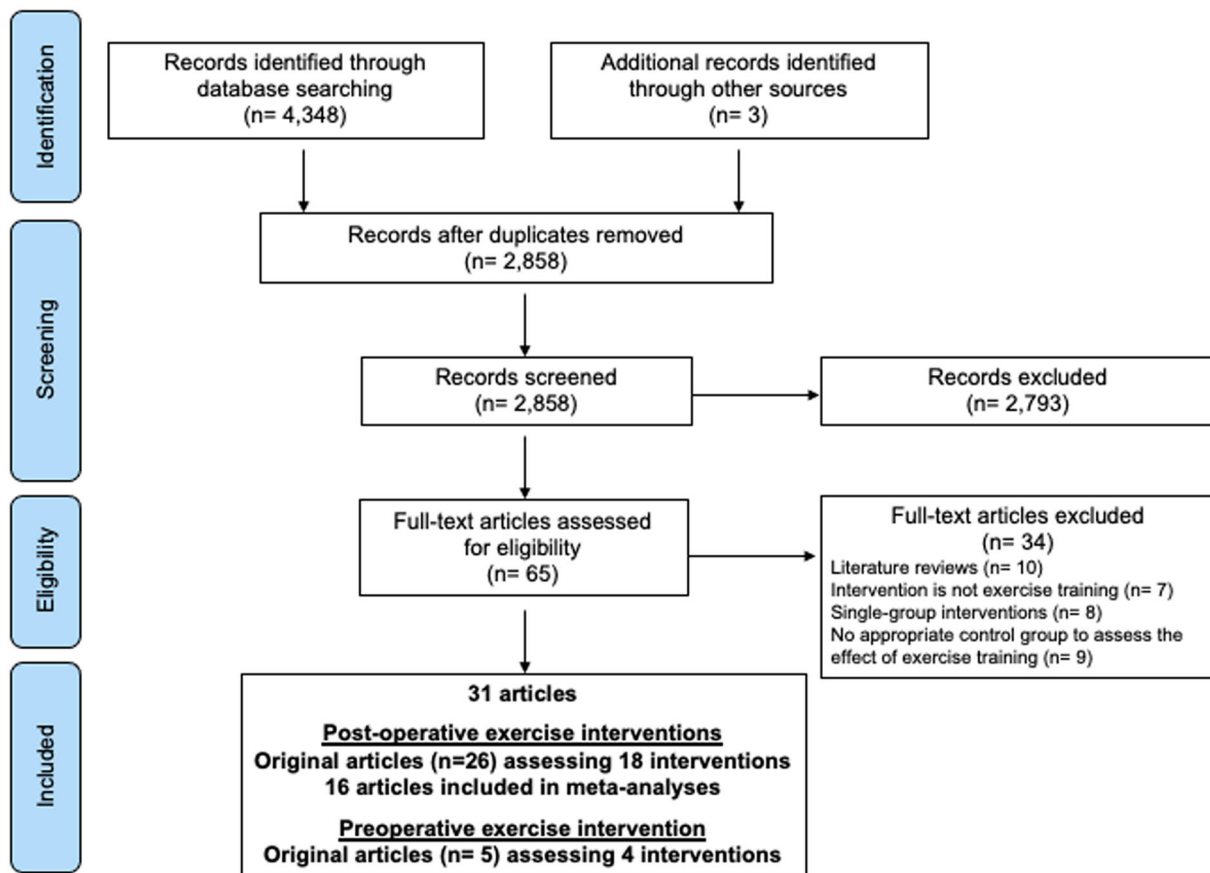 Identification
Records identified through
database searching
(n= 4,348)
Additional records identified
through other sources
(n= 3)
Screening
Records after duplicates removed
(n= 2,858)
Records screened
(n= 2,858)
Records excluded
(n= 2,793)
Eligibility
Full-text articles assessed
for eligibility
(n= 65)
Full-text articles excluded
(n= 34)
Literature reviews (n= 10)
Intervention is not exercise training (n= 7)
Single-group interventions (n= 8)
No appropriate control group to assess the
effect of exercise training (n= 9)
Included
31 articles
Post-operative exercise interventions
Original articles (n=26) assessing 18 interventions
16 articles included in meta-analyses
Preoperative exercise intervention
Original articles (n= 5) assessing 4 interventions